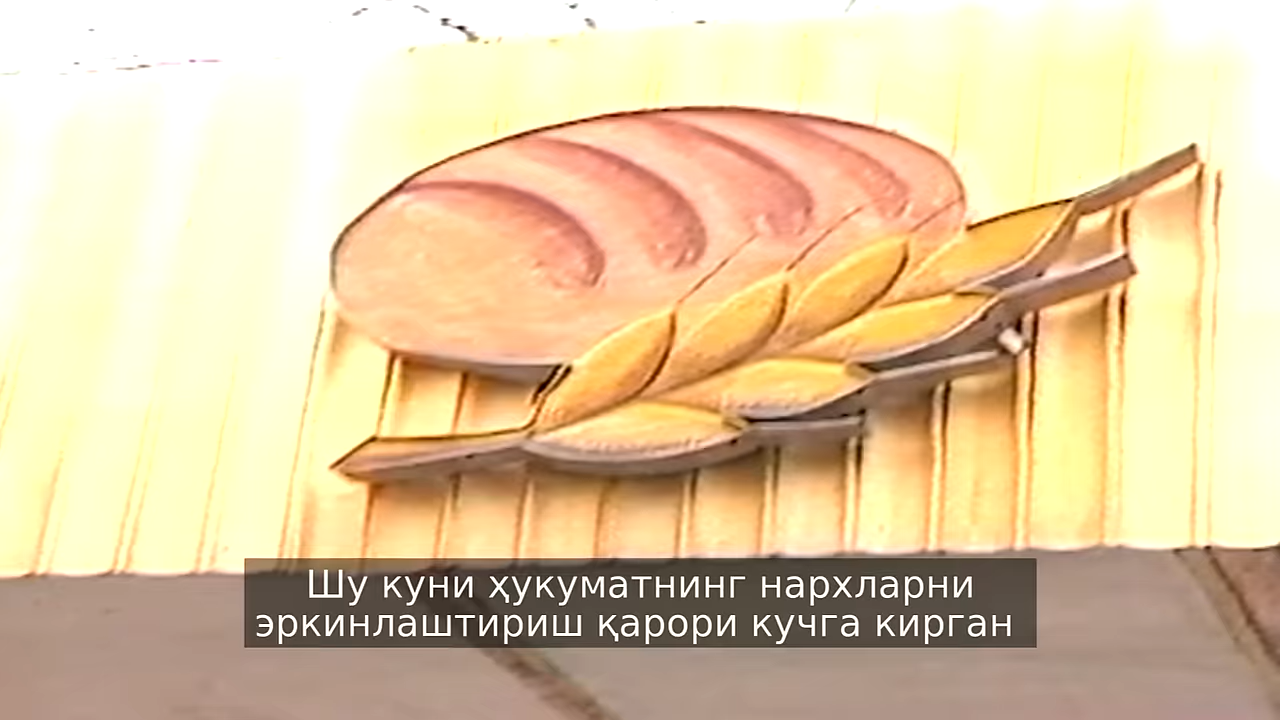 Шу куни ҳукуматнинг нархларни
эркинлаштириш қарори кучга кирган